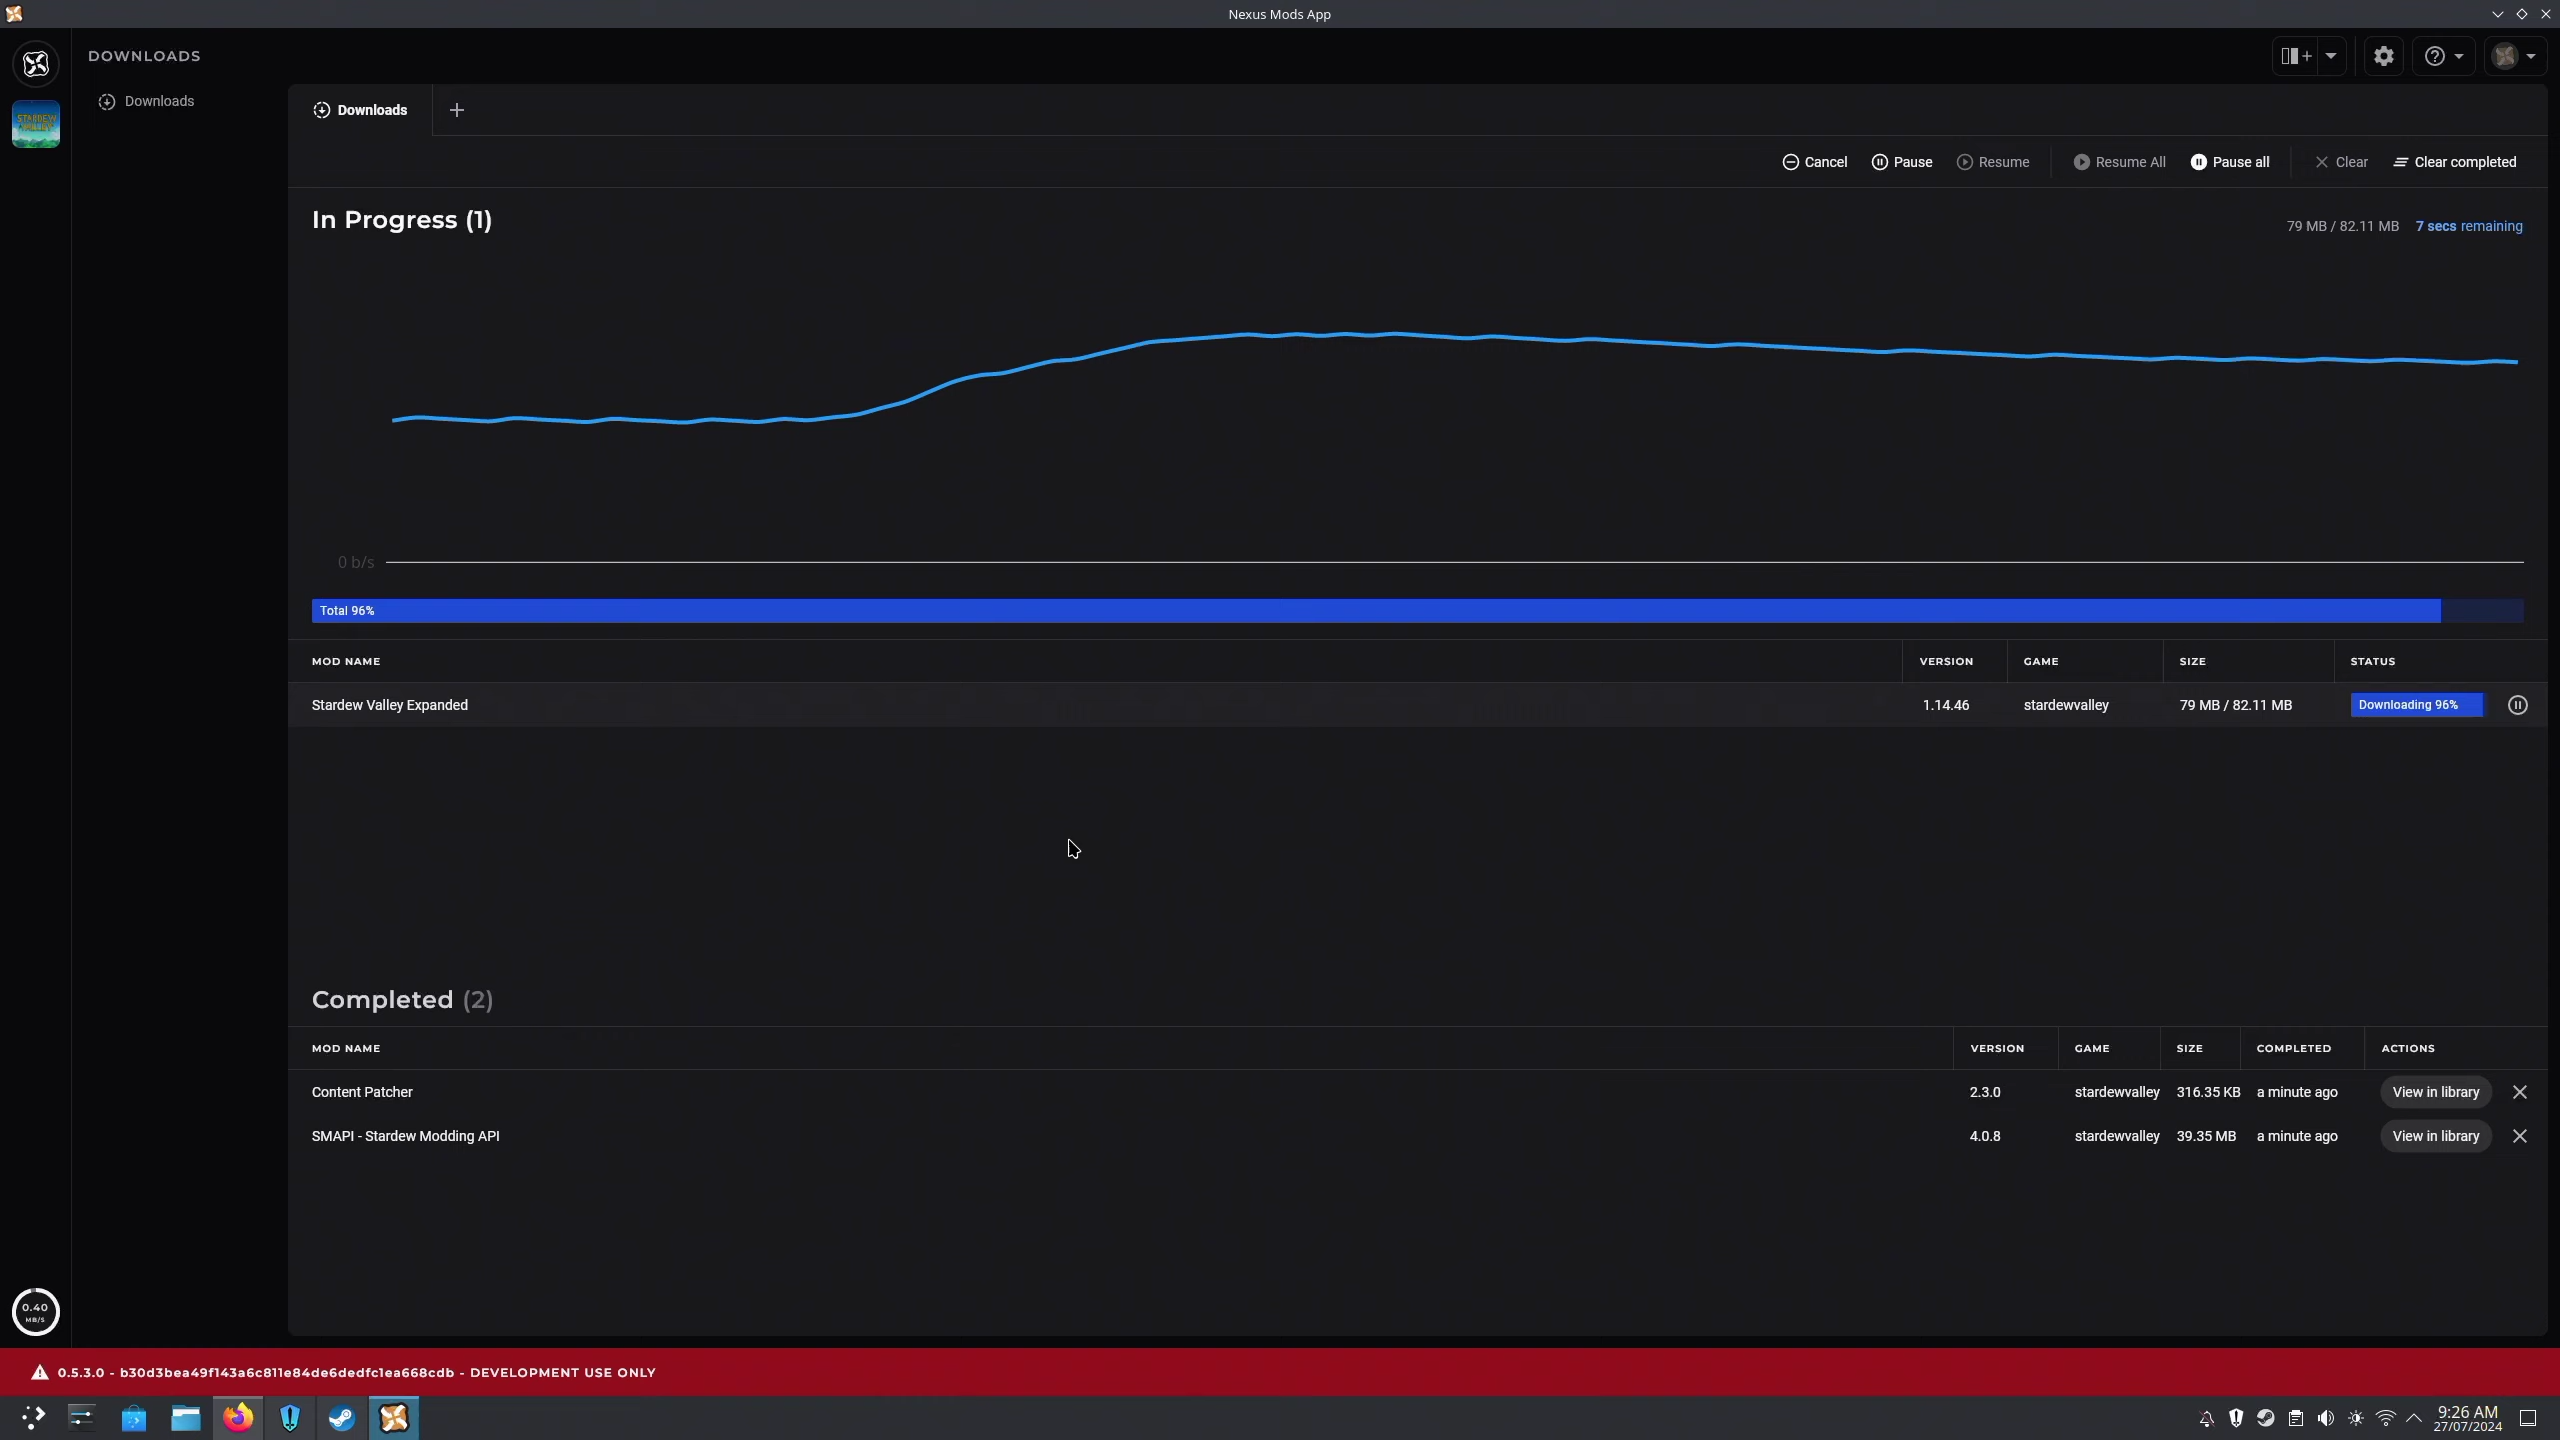 Nexus Mods App
DOWNLOADS
Downloads
STARDEW VALLEY
Downloads
Cancel Pause Resume Resume All Pause all Clear Clear completed
In Progress (1)
79 MB / 82.11 MB 7 secs remaining
0 b/s
Total 96%
MOD NAME VERSION GAME SIZE STATUS
Stardew Valley Expanded 1.14.46 stardewvalley 79 MB / 82.11 MB Downloading 96%
Completed (2)
MOD NAME VERSION GAME SIZE COMPLETED ACTIONS
Content Patcher 2.3.0 stardewvalley 316.35 KB a minute ago View in library
SMAPI - Stardew Modding API 4.0.8 stardewvalley 39.35 MB a minute ago View in library
0.40
MB/S
0.5.3.0 - b30d3bea49f143a6c811e84de6dedfc1ea668cdb - DEVELOPMENT USE ONLY
9:26 AM
27/07/2024